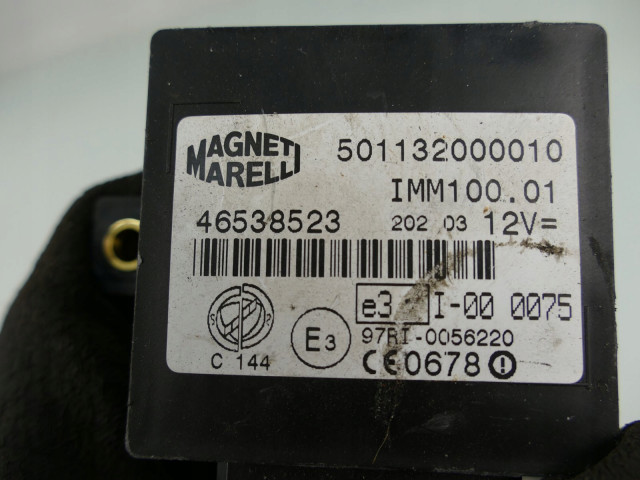 MAGNETI MARELLI
501132000010
IMM100.01
46538523
202 03 12V=
e3 I-00 0075
E3
97RI-0056220
C 144
CE0678